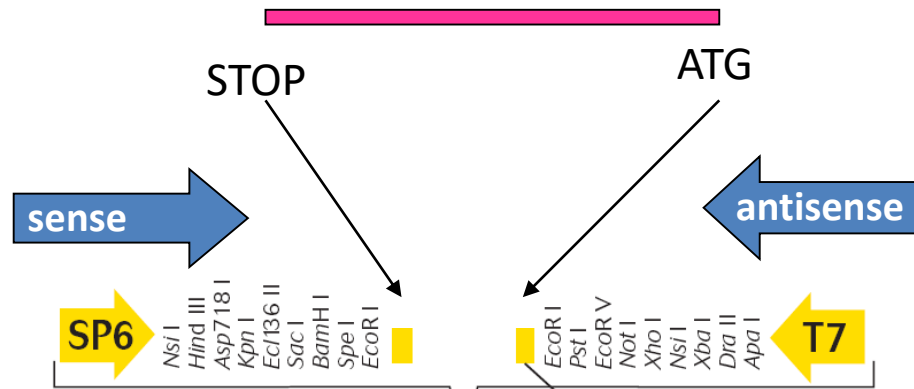 STOP
ATG
sense
antisense
SP6
Nsi I
Hind III
Asp718 I
Kpn I
Ecl136 II
Sac I
BamH I
Spe I
EcoR I
EcoR I
Pst I
EcoR V
Not I
Xho I
Nsi I
Xba I
Dra II
Apa I
T7